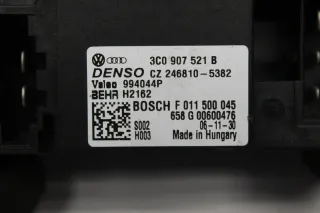 3C0 907 521 B
DENSO CZ 246810-5382
Valeo 994044P
BEHR H2162
BOSCH F 011 500 045
658 G 00600476
S002 06-11-30
H003 Made in Hungary